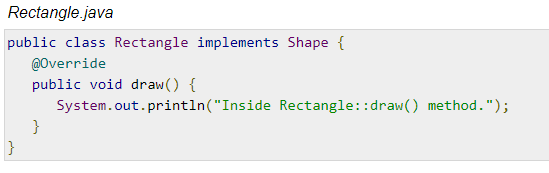 Rectangle.java
public class Rectangle implements Shape {
   @Override
   public void draw() {
      System.out.println("Inside Rectangle::draw() method.");
   }
}